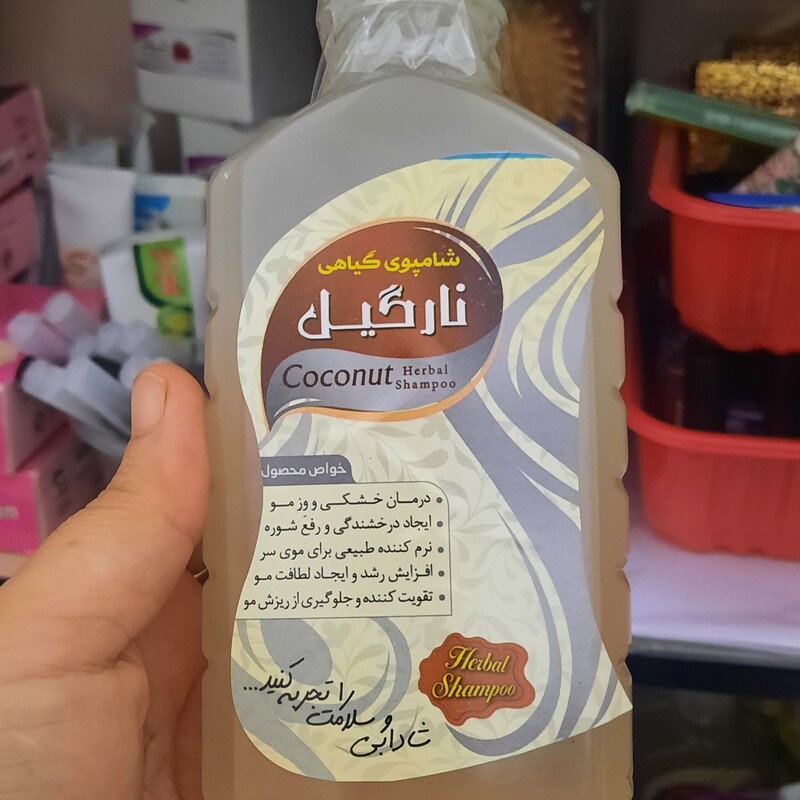 شامپوی گیاهی
نارگیل
Coconut Herbal Shampoo
خواص محصول
• درمان خشکی و وز مو
• ایجاد درخشندگی و رفع شوره
• نرم کننده طبیعی برای موی سر
• افزایش رشد و ایجاد لطافت مو
• تقویت کننده و جلوگیری از ریزش مو
Herbal
Shampoo
شادابی و سلامت را تجربه کنید...